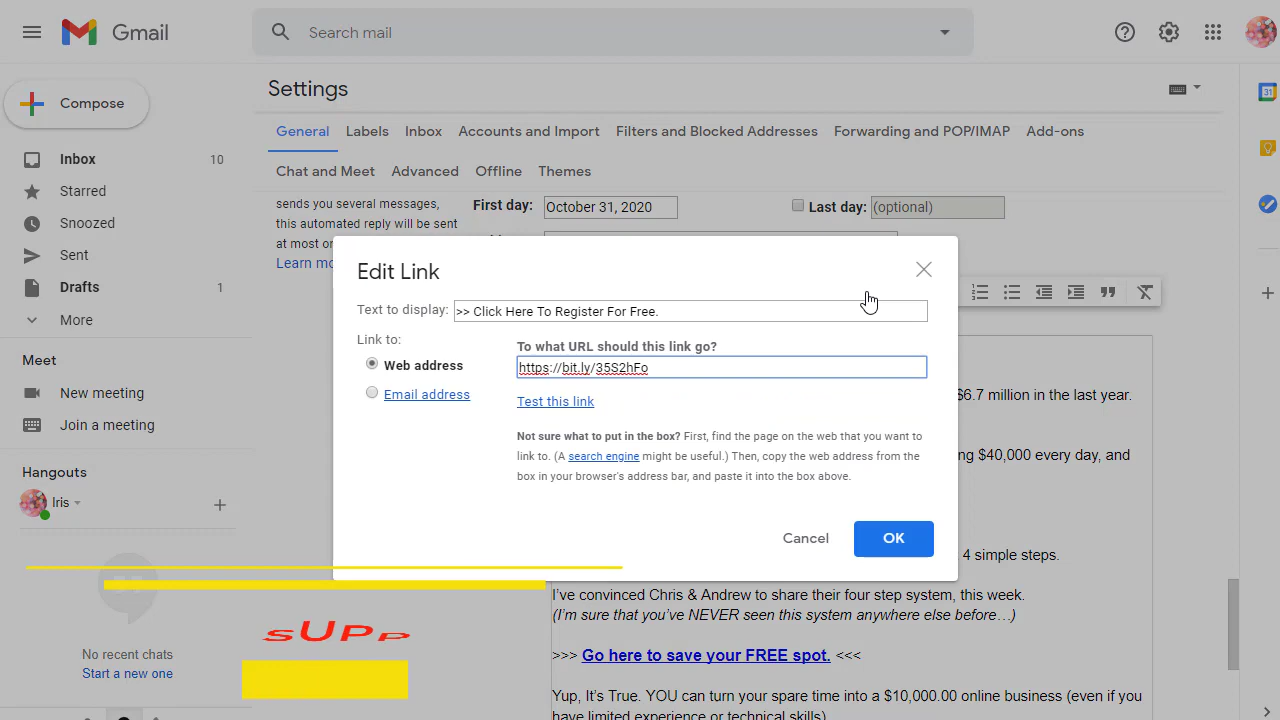 Gmail
Search mail
Compose
Settings
General Labels Inbox Accounts and Import Filters and Blocked Addresses Forwarding and POP/IMAP Add-ons
Chat and Meet Advanced Offline Themes
Inbox 10
Starred
Snoozed
Sent
Drafts 1
More
Meet
New meeting
Join a meeting
Hangouts
Iris
No recent chats
Start a new one
sends you several messages,
this automated reply will be sent
at most
Learn
First day: October 31, 2020 Last day: (optional)
Edit Link
Text to display: >> Click Here To Register For Free.
Link to:
Web address
Email address
To what URL should this link go?
https://bit.ly/35S2hFo
Test this link
Not sure what to put in the box? First, find the page on the web that you want to
link to. (A search engine might be useful.) Then, copy the web address from the
box in your browser's address bar, and paste it into the box above.
Cancel OK
$6.7 million in the last year.
$40,000 every day, and
4 simple steps.
I've convinced Chris & Andrew to share their four step system, this week.
(I'm sure that you've NEVER seen this system anywhere else before…)
>>> Go here to save your FREE spot. <<<
Yup, It's True. YOU can turn your spare time into a $10,000.00 online business (even if you
have limited experience or technical skills)
sUPp
31